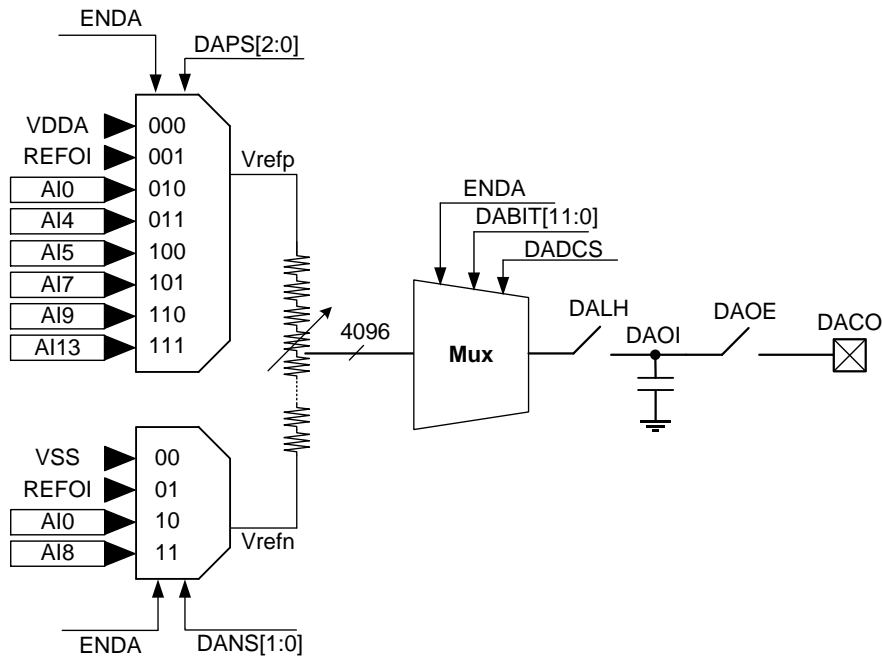 ENDA
DAPS[2:0]
VDDA 000
REFOI 001
AI0 010
AI4 011
AI5 100
AI7 101
AI9 110
AI13 111
Vrefp
4096
ENDA
DABIT[11:0]
DADCS
Mux
DALH
DAOI
DAOE
DACO
VSS 00
REFOI 01
AI0 10
AI8 11
Vrefn
ENDA
DANS[1:0]